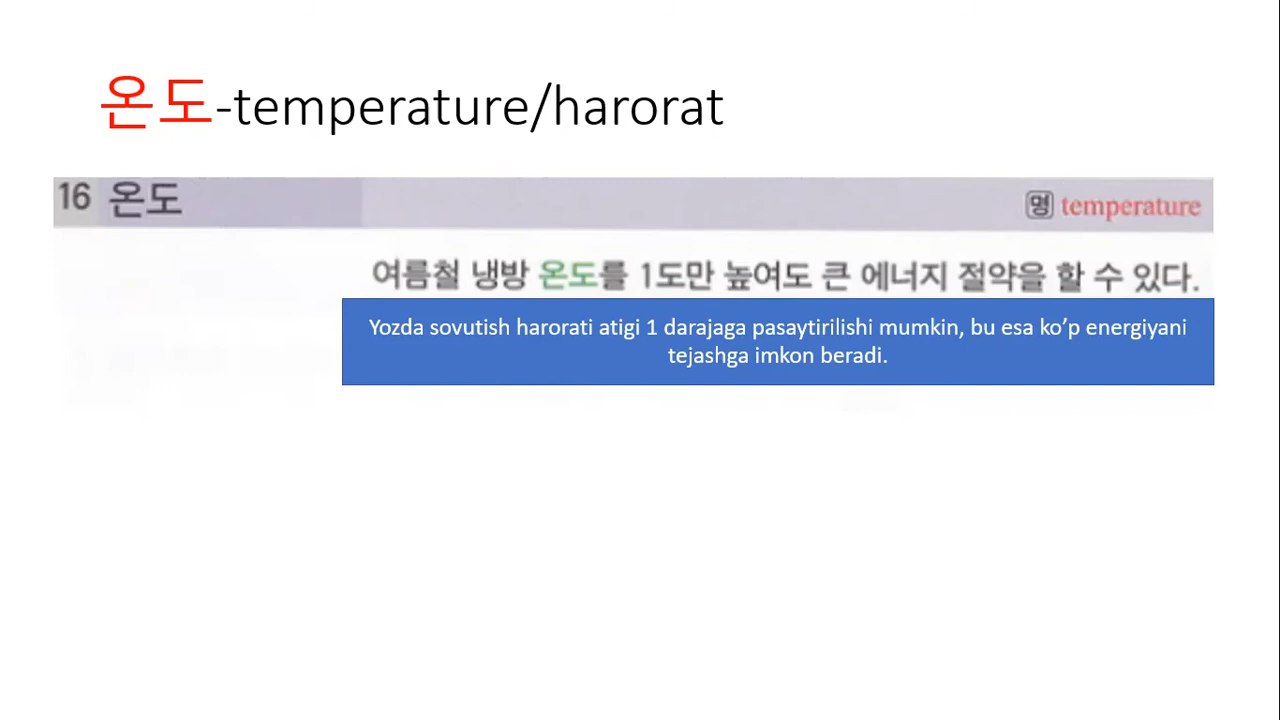 온도-temperature/harorat
16 온도 명 temperature
여름철 냉방 온도를 1도만 높여도 큰 에너지 절약을 할 수 있다.
Yozda sovutish harorati atigi 1 darajaga pasaytirilishi mumkin, bu esa ko’p energiyani
tejashga imkon beradi.